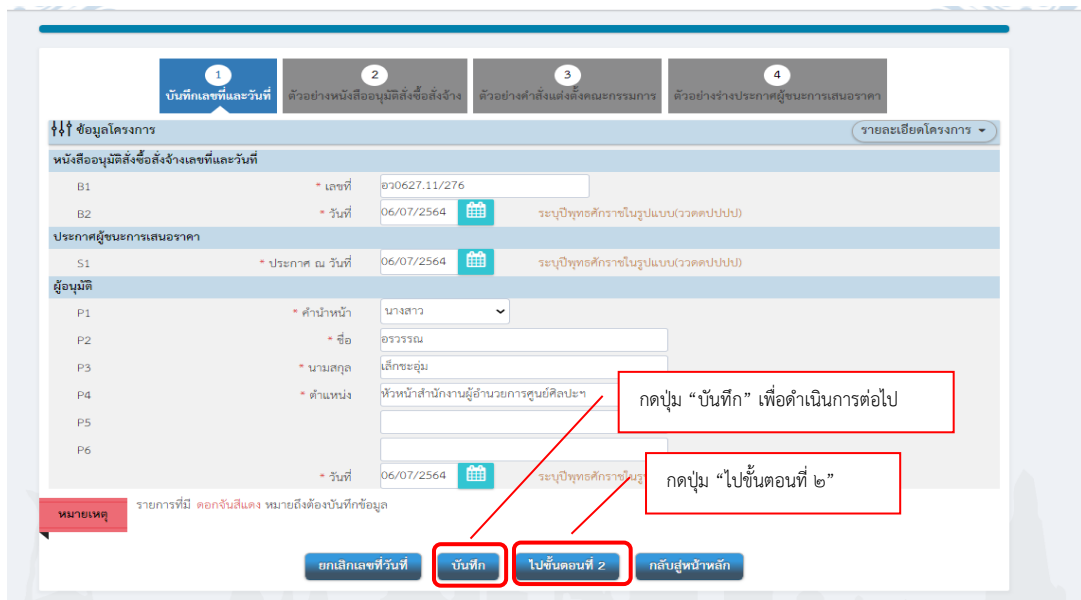 1 2 3 4
บันทึกเลขที่และวันที่ ตัวอย่างหนังสืออนุมัติสั่งซื้อสั่งจ้าง ตัวอย่างคำสั่งแต่งตั้งคณะกรรมการ ตัวอย่างร่างประกาศผู้ชนะการเสนอราคา
ข้อมูลโครงการ รายละเอียดโครงการ
หนังสืออนุมัติสั่งซื้อสั่งจ้างเลขที่และวันที่
B1 * เลขที่ อว0627.11/276
B2 * วันที่ 06/07/2564 ระบุปีพุทธศักราชในรูปแบบ(ววดดปปปป)
ประกาศผู้ชนะการเสนอราคา
S1 * ประกาศ ณ วันที่ 06/07/2564 ระบุปีพุทธศักราชในรูปแบบ(ววดดปปปป)
ผู้อนุมัติ
P1 * คำนำหน้า นางสาว
P2 * ชื่อ อรวรรณ
P3 * นามสกุล เล็กชะอุ่ม
P4 * ตำแหน่ง หัวหน้าสำนักงานผู้อำนวยการศูนย์ศิลปะฯ
กดปุ่ม “บันทึก” เพื่อดำเนินการต่อไป
P5
P6
* วันที่ 06/07/2564 ระบุปีพุทธศักราชในรู
กดปุ่ม “ไปขั้นตอนที่ ๒”
หมายเหตุ รายการที่มี ดอกจันสีแดง หมายถึงต้องบันทึกข้อมูล
ยกเลิกเลขที่วันที่ บันทึก ไปขั้นตอนที่ 2 กลับสู่หน้าหลัก